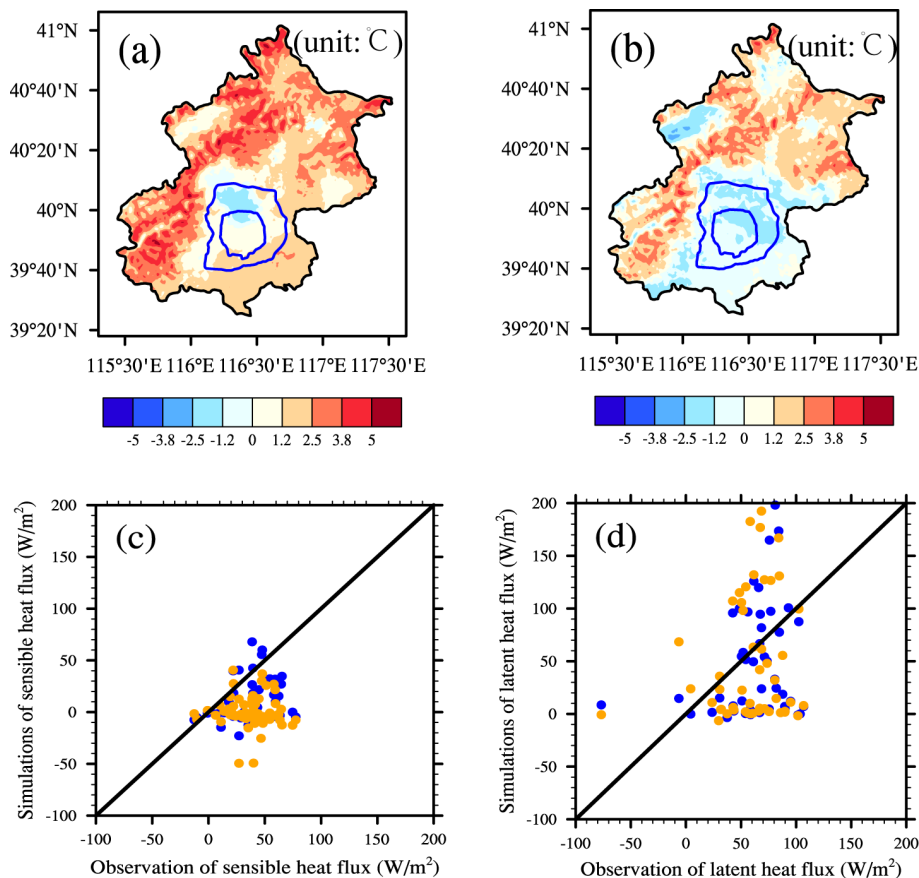 (a)
(unit: ℃)
41°N
40°40'N
40°20'N
40°N
39°40'N
39°20'N
115°30'E 116°E 116°30'E 117°E 117°30'E
-5 -3.8 -2.5 -1.2 0 1.2 2.5 3.8 5
(b)
(unit: ℃)
41°N
40°40'N
40°20'N
40°N
39°40'N
39°20'N
115°30'E 116°E 116°30'E 117°E 117°30'E
-5 -3.8 -2.5 -1.2 0 1.2 2.5 3.8 5
(c)
Simulations of sensible heat flux (W/m²)
200
150
100
50
0
-50
-100
-100 -50 0 50 100 150 200
Observation of sensible heat flux (W/m²)
(d)
Simulations of latent heat flux (W/m²)
200
150
100
50
0
-50
-100
-100 -50 0 50 100 150 200
Observation of latent heat flux (W/m²)